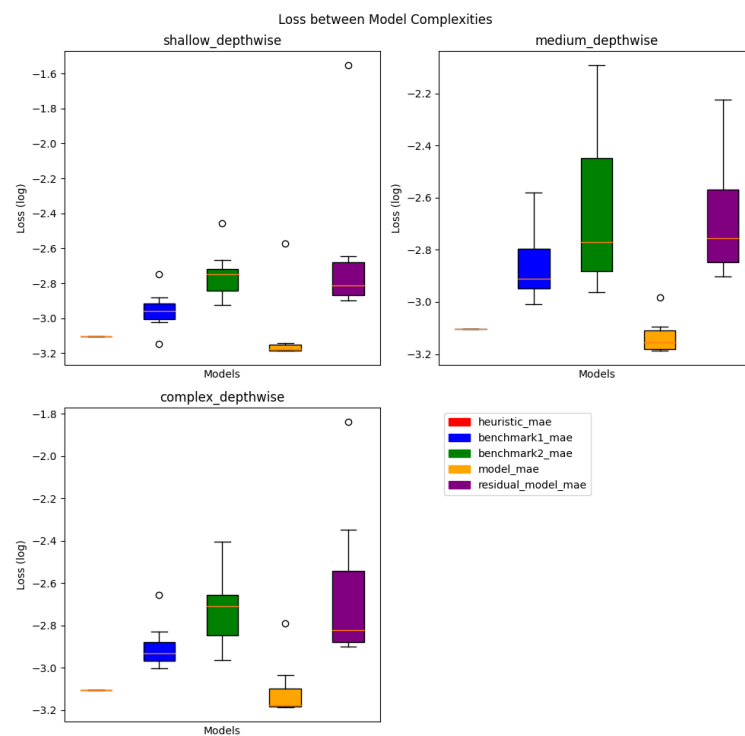 Loss between Model Complexities
shallow_depthwise
−1.6
−1.8
−2.0
−2.2
−2.4
−2.6
−2.8
−3.0
−3.2
Loss (log)
Models
medium_depthwise
−2.2
−2.4
−2.6
−2.8
−3.0
−3.2
Loss (log)
Models
complex_depthwise
−1.8
−2.0
−2.2
−2.4
−2.6
−2.8
−3.0
−3.2
Loss (log)
Models
heuristic_mae
benchmark1_mae
benchmark2_mae
model_mae
residual_model_mae